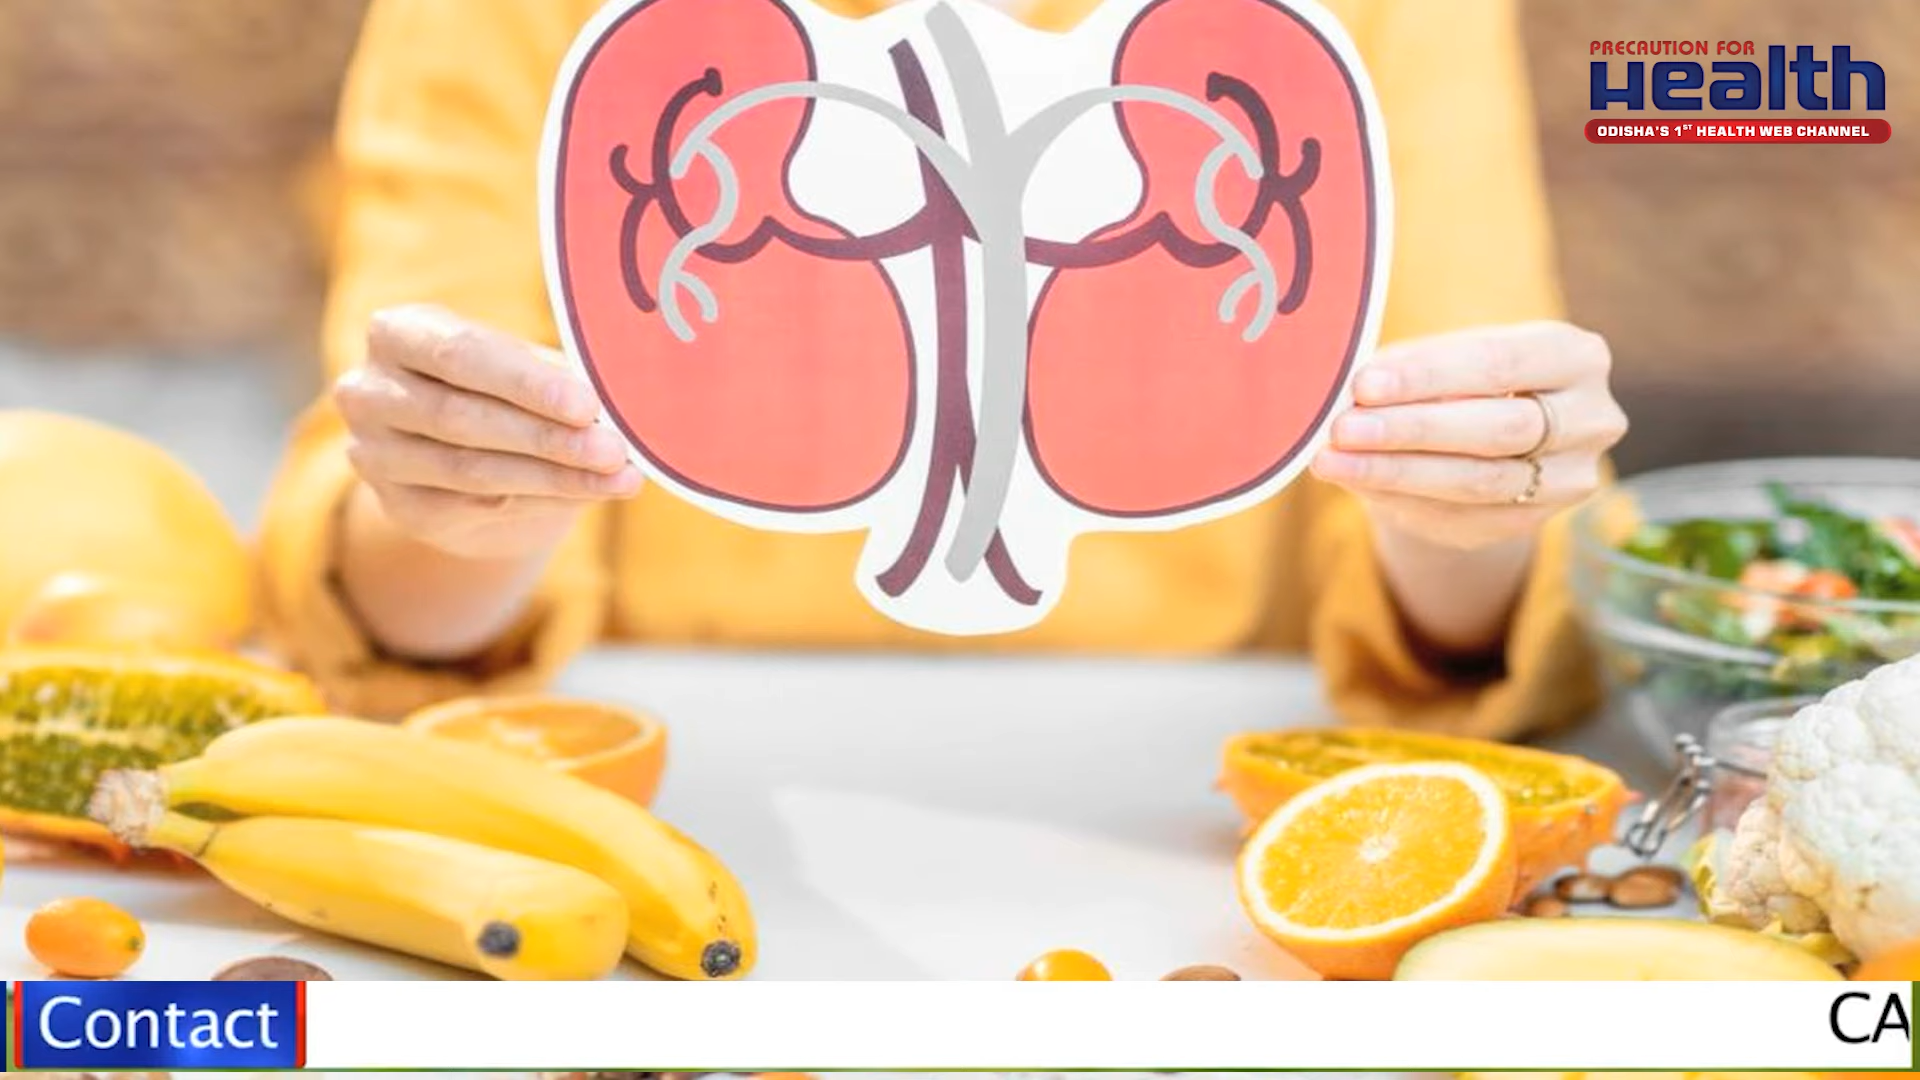 PRECAUTION FOR
Health
ODISHA'S 1ST HEALTH WEB CHANNEL
Contact
CA